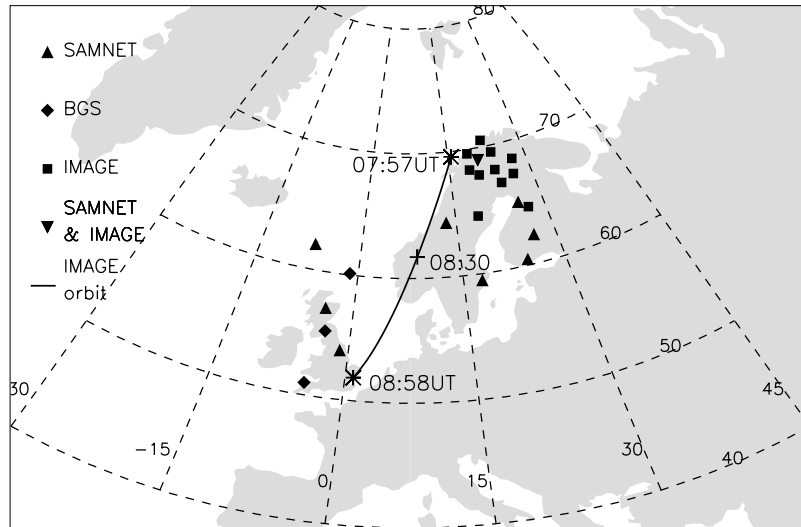 80
SAMNET
BGS
70
07:57UT
IMAGE
SAMNET
& IMAGE
60
08:30
IMAGE
orbit
50
08:58UT
30
45
-15
30
40
0
15